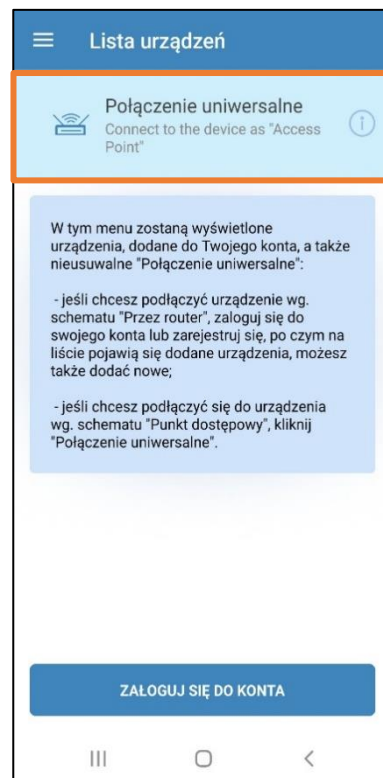 Lista urządzeń
Połączenie uniwersalne
Connect to the device as "Access
Point"
W tym menu zostaną wyświetlone
urządzenia, dodane do Twojego konta, a także
nieusuwalne "Połączenie uniwersalne":
- jeśli chcesz podłączyć urządzenie wg.
schematu "Przez router", zaloguj się do
swojego konta lub zarejestruj się, po czym na
liście pojawią się dodane urządzenia, możesz
także dodać nowe;
- jeśli chcesz podłączyć się do urządzenia
wg. schematu "Punkt dostępowy", kliknij
"Połączenie uniwersalne".
ZALOGUJ SIĘ DO KONTA